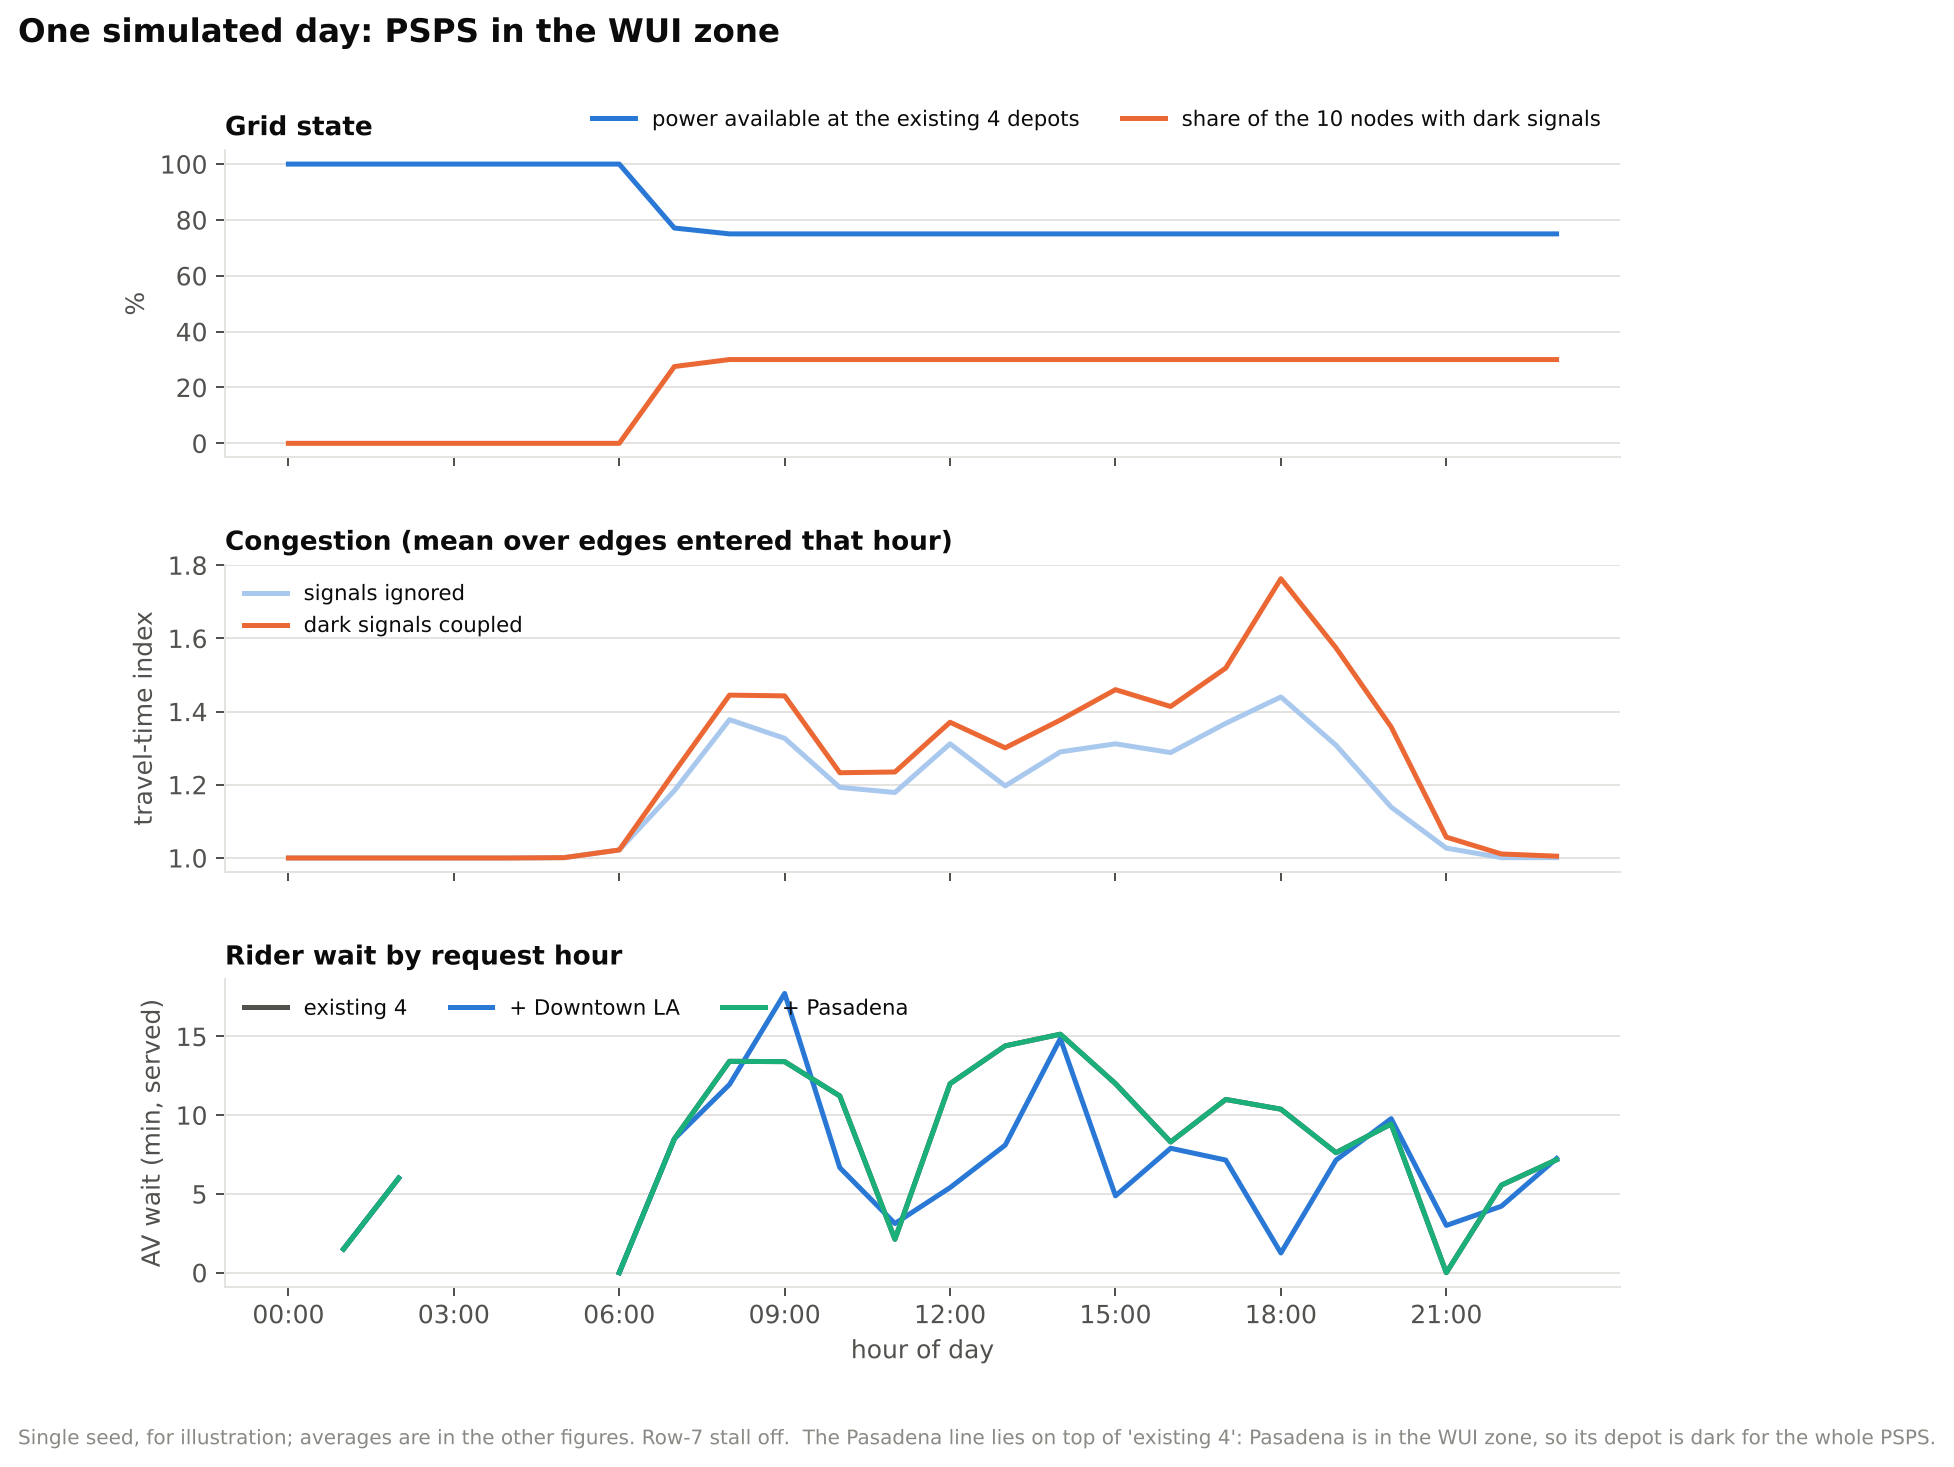 One simulated day: PSPS in the WUI zone
Grid state
power available at the existing 4 depots
share of the 10 nodes with dark signals
100
80
60
40
20
0
%
Congestion (mean over edges entered that hour)
signals ignored
dark signals coupled
1.8
1.6
1.4
1.2
1.0
travel-time index
Rider wait by request hour
existing 4
+ Downtown LA
+ Pasadena
15
10
5
0
AV wait (min, served)
00:00 03:00 06:00 09:00 12:00 15:00 18:00 21:00
hour of day
Single seed, for illustration; averages are in the other figures. Row-7 stall off.  The Pasadena line lies on top of 'existing 4': Pasadena is in the WUI zone, so its depot is dark for the whole PSPS.